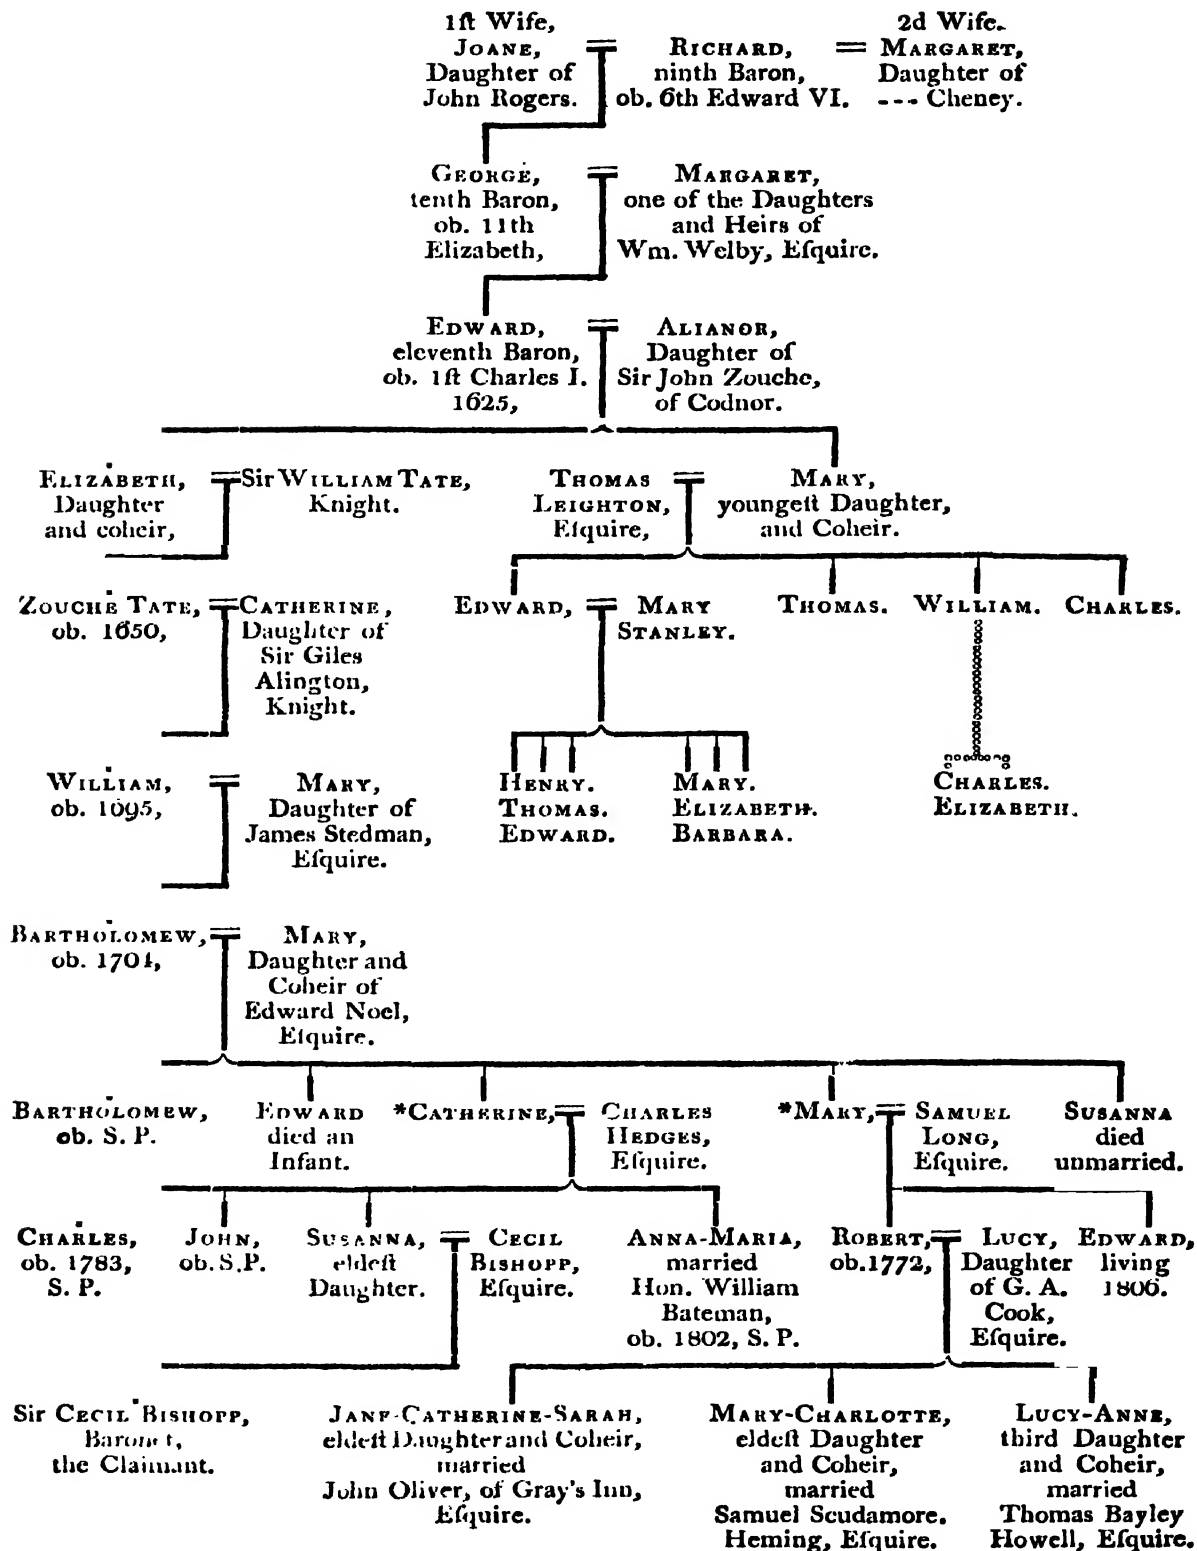 1ſt Wife,
JOANE,
Daughter of
John Rogers.
RICHARD,
ninth Baron,
ob. 6th Edward VI.
2d Wife.
MARGARET,
Daughter of
--- Cheney.
GEORGE,
tenth Baron,
ob. 11th
Elizabeth,
MARGARET,
one of the Daughters
and Heirs of
Wm. Welby, Eſquire.
EDWARD,
eleventh Baron,
ob. 1ſt Charles I.
1625,
ALIANOR,
Daughter of
Sir John Zouche,
of Codnor.
ELIZABETH,
Daughter
and coheir,
Sir WILLIAM TATE,
Knight.
THOMAS
LEIGHTON,
Eſquire,
MARY,
youngeſt Daughter,
and Coheir.
ZOUCHE TATE,
ob. 1650,
CATHERINE,
Daughter of
Sir Giles
Alington,
Knight.
EDWARD,
MARY
STANLEY.
THOMAS.
WILLIAM.
CHARLES.
WILLIAM,
ob. 1695,
MARY,
Daughter of
James Stedman,
Eſquire.
HENRY.
THOMAS.
EDWARD.
MARY.
ELIZABETH.
BARBARA.
CHARLES.
ELIZABETH.
BARTHOLOMEW,
ob. 1704,
MARY,
Daughter and
Coheir of
Edward Noel,
Eſquire.
BARTHOLOMEW,
ob. S. P.
EDWARD
died an
Infant.
*CATHERINE,
CHARLES
HEDGES,
Eſquire.
*MARY,
SAMUEL
LONG,
Eſquire.
SUSANNA
died
unmarried.
CHARLES,
ob. 1783,
S. P.
JOHN,
ob. S.P.
SUSANNA,
eldeſt
Daughter.
CECIL
BISHOPP,
Eſquire.
ANNA-MARIA,
married
Hon. William
Bateman,
ob. 1802, S. P.
ROBERT,
ob. 1772,
LUCY,
Daughter
of G. A.
Cook,
Eſquire.
EDWARD,
living
1806.
Sir CECIL BISHOPP,
Baronet,
the Claimant.
JANE-CATHERINE-SARAH,
eldeſt Daughter and Coheir,
married
John Oliver, of Gray's Inn,
Eſquire.
MARY-CHARLOTTE,
eldeſt Daughter
and Coheir,
married
Samuel Scudamore.
Heming, Eſquire.
LUCY-ANNE,
third Daughter
and Coheir,
married
Thomas Bayley
Howell, Eſquire.